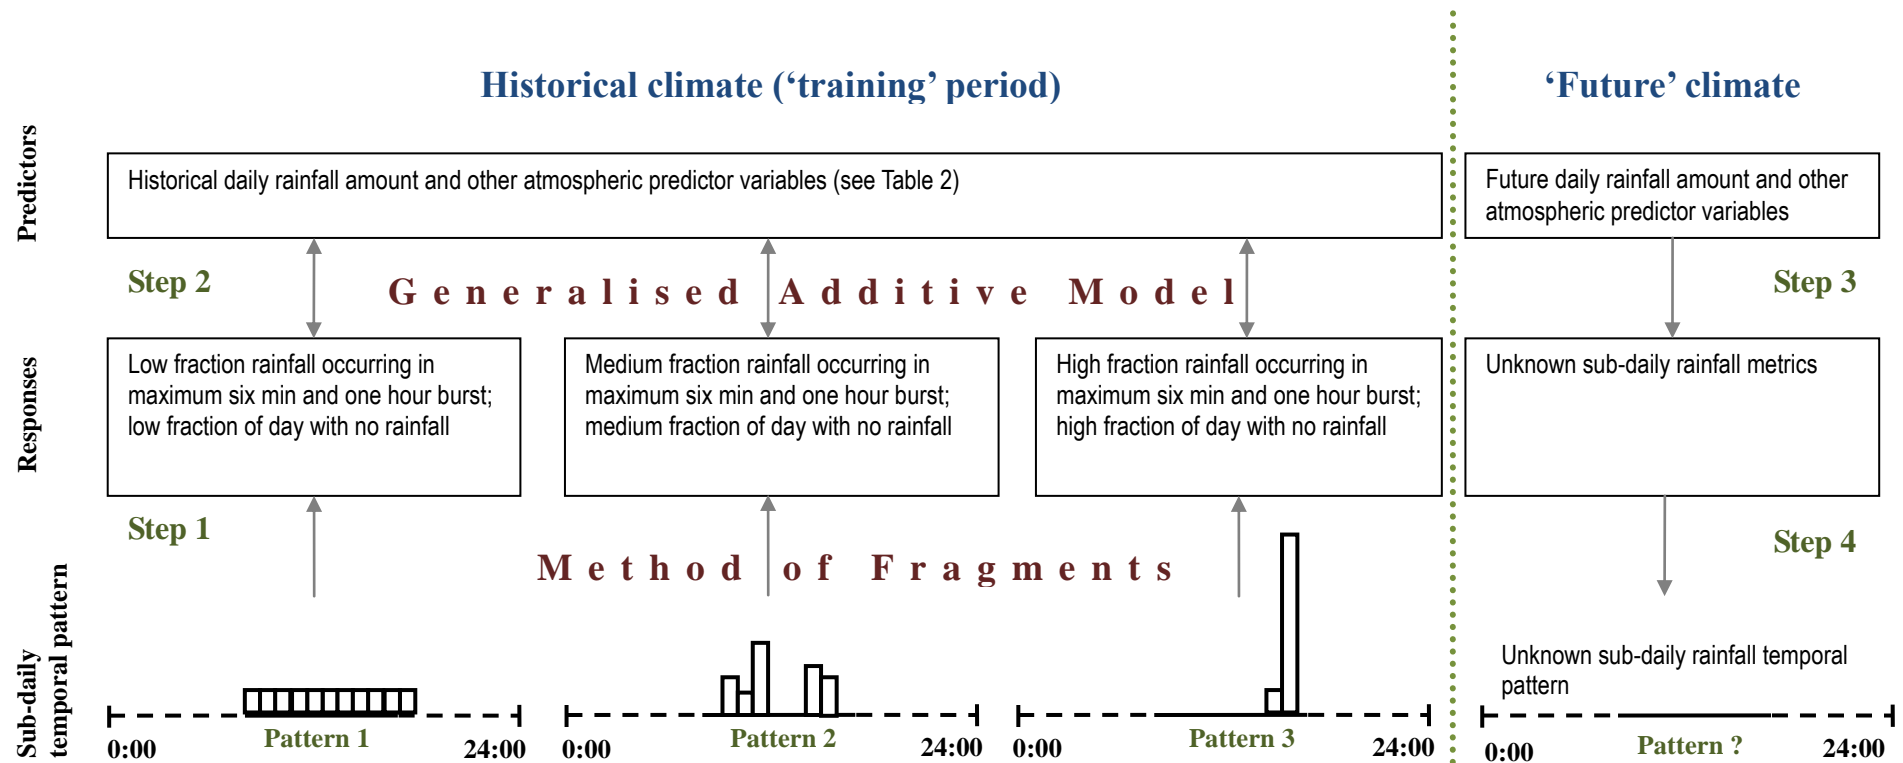 Historical climate (‘training’ period)
‘Future’ climate
Predictors
Historical daily rainfall amount and other atmospheric predictor variables (see Table 2)
Future daily rainfall amount and other
atmospheric predictor variables
Step 2
Generalised Additive Model
Step 3
Responses
Low fraction rainfall occurring in
maximum six min and one hour burst;
low fraction of day with no rainfall
Medium fraction rainfall occurring in
maximum six min and one hour burst;
medium fraction of day with no rainfall
High fraction rainfall occurring in
maximum six min and one hour burst;
high fraction of day with no rainfall
Unknown sub-daily rainfall metrics
Step 1
Method of Fragments
Step 4
Sub-daily
temporal pattern
Unknown sub-daily rainfall temporal
pattern
0:00 Pattern 1 24:00
0:00 Pattern 2 24:00
0:00 Pattern 3 24:00
0:00 Pattern ? 24:00